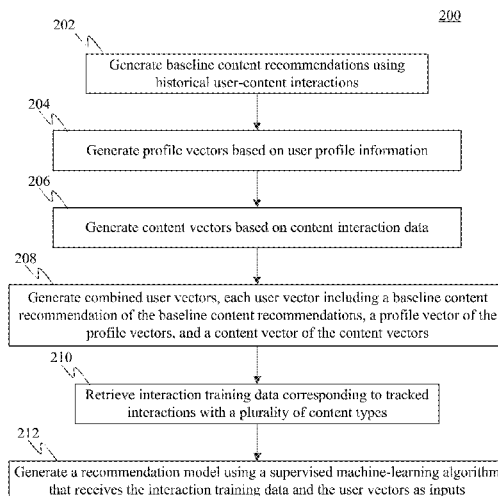 200
202
Generate baseline content recommendations using
historical user-content interactions
204
Generate profile vectors based on user profile information
206
Generate content vectors based on content interaction data
208
Generate combined user vectors, each user vector including a baseline content
recommendation of the baseline content recommendations, a profile vector of the
profile vectors, and a content vector of the content vectors
210
Retrieve interaction training data corresponding to tracked
interactions with a plurality of content types
212
Generate a recommendation model using a supervised machine-learning algorithm
that receives the interaction training data and the user vectors as inputs